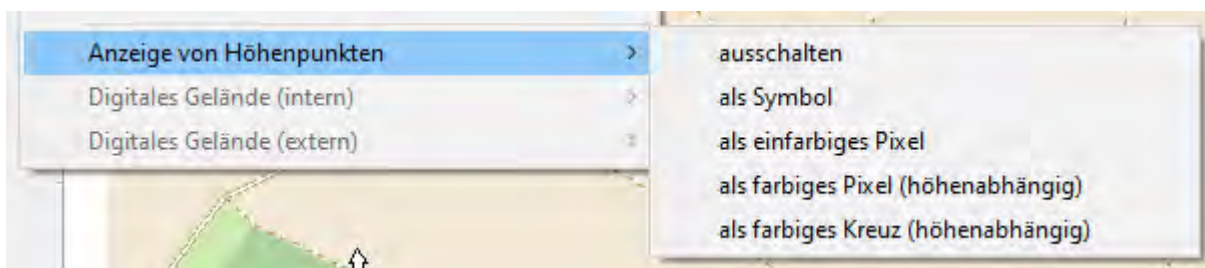 Anzeige von Höhenpunkten
Digitales Gelände (intern)
Digitales Gelände (extern)
ausschalten
als Symbol
als einfarbiges Pixel
als farbiges Pixel (höhenabhängig)
als farbiges Kreuz (höhenabhängig)